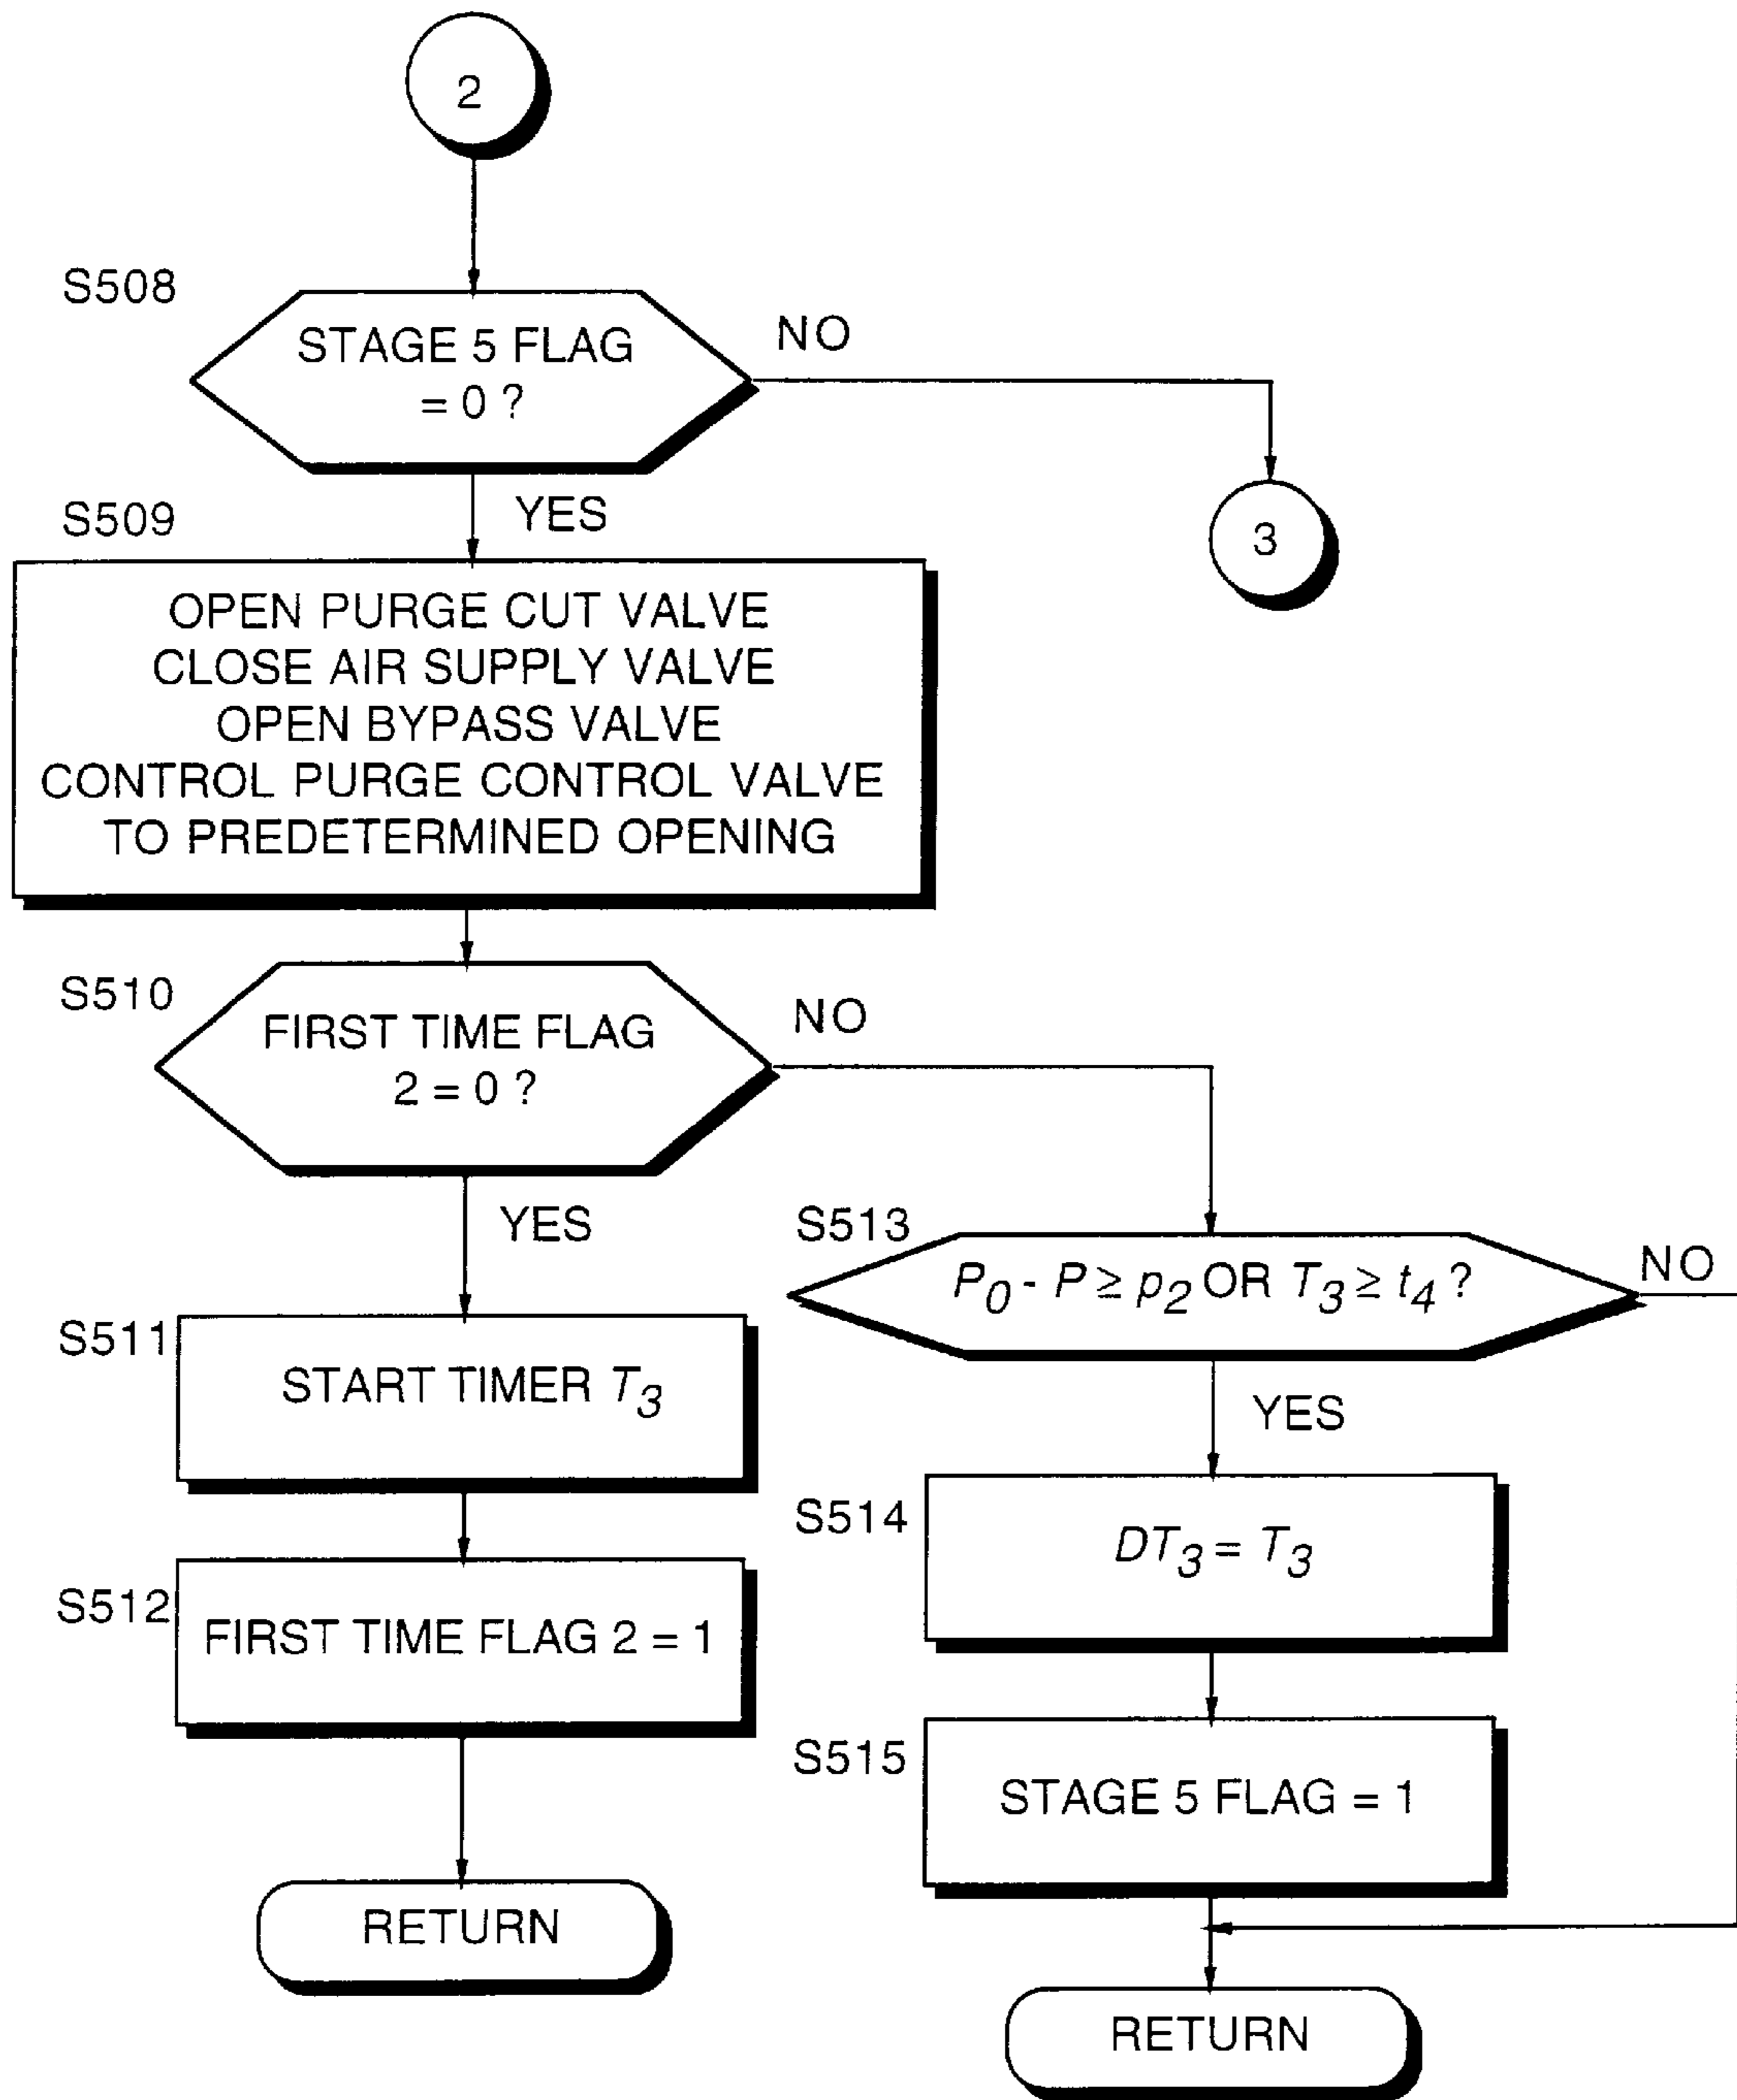 2
S508
STAGE 5 FLAG
= 0 ?
NO
3
YES
S509
OPEN PURGE CUT VALVE
CLOSE AIR SUPPLY VALVE
OPEN BYPASS VALVE
CONTROL PURGE CONTROL VALVE
TO PREDETERMINED OPENING
S510
FIRST TIME FLAG
2 = 0 ?
NO
YES
S513
P₀ - P ≥ p₂ OR T₃ ≥ t₄ ?
NO
YES
S511
START TIMER T₃
S514
DT₃ = T₃
S512
FIRST TIME FLAG 2 = 1
S515
STAGE 5 FLAG = 1
RETURN
RETURN